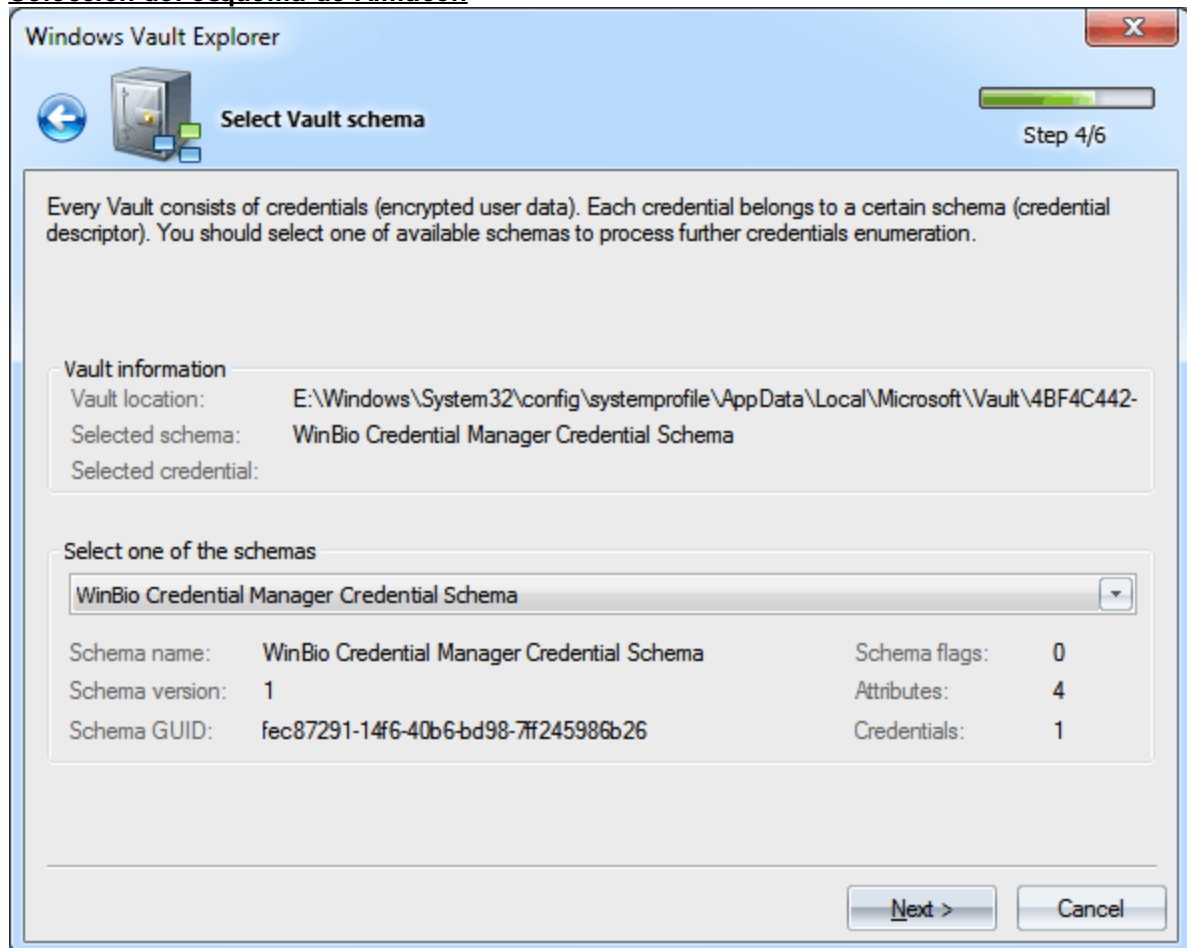 Selección del esquema de Almacén
Windows Vault Explorer
Select Vault schema
Step 4/6
Every Vault consists of credentials (encrypted user data). Each credential belongs to a certain schema (credential
descriptor). You should select one of available schemas to process further credentials enumeration.
Vault information
Vault location: E:\Windows\System32\config\systemprofile\AppData\Local\Microsoft\Vault\4BF4C442-
Selected schema: WinBio Credential Manager Credential Schema
Selected credential:
Select one of the schemas
WinBio Credential Manager Credential Schema
Schema name: WinBio Credential Manager Credential Schema Schema flags: 0
Schema version: 1 Attributes: 4
Schema GUID: fec87291-14f6-40b6-bd98-7ff245986b26 Credentials: 1
Next > Cancel